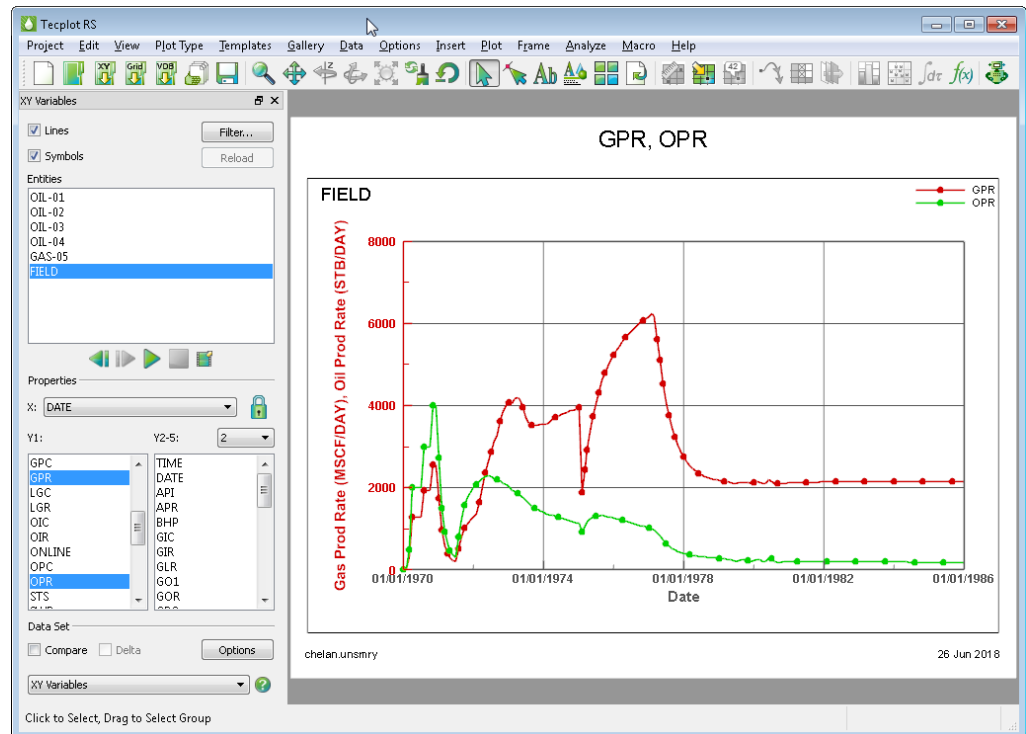 Tecplot RS
Project Edit View Plot Type Templates Gallery Data Options Insert Plot Frame Analyze Macro Help
XY Grid VDB Z Ab 42 ∫dτ f(x)
XY Variables
Lines Filter...
Symbols Reload
Entities
OIL-01
OIL-02
OIL-03
OIL-04
GAS-05
FIELD
Properties
X: DATE
Y1: Y2-5: 2
GPC TIME
GPR DATE
LGC API
LGR APR
OIC BHP
OIR GIC
ONLINE GIR
OPC GLR
OPR GO1
STS GOR
Data Set
Compare Delta Options
XY Variables
Click to Select, Drag to Select Group
GPR, OPR
FIELD
GPR
OPR
Gas Prod Rate (MSCF/DAY), Oil Prod Rate (STB/DAY)
8000
6000
4000
2000
0
01/01/1970 01/01/1974 01/01/1978 01/01/1982 01/01/1986
Date
chelan.unsmry 26 Jun 2018